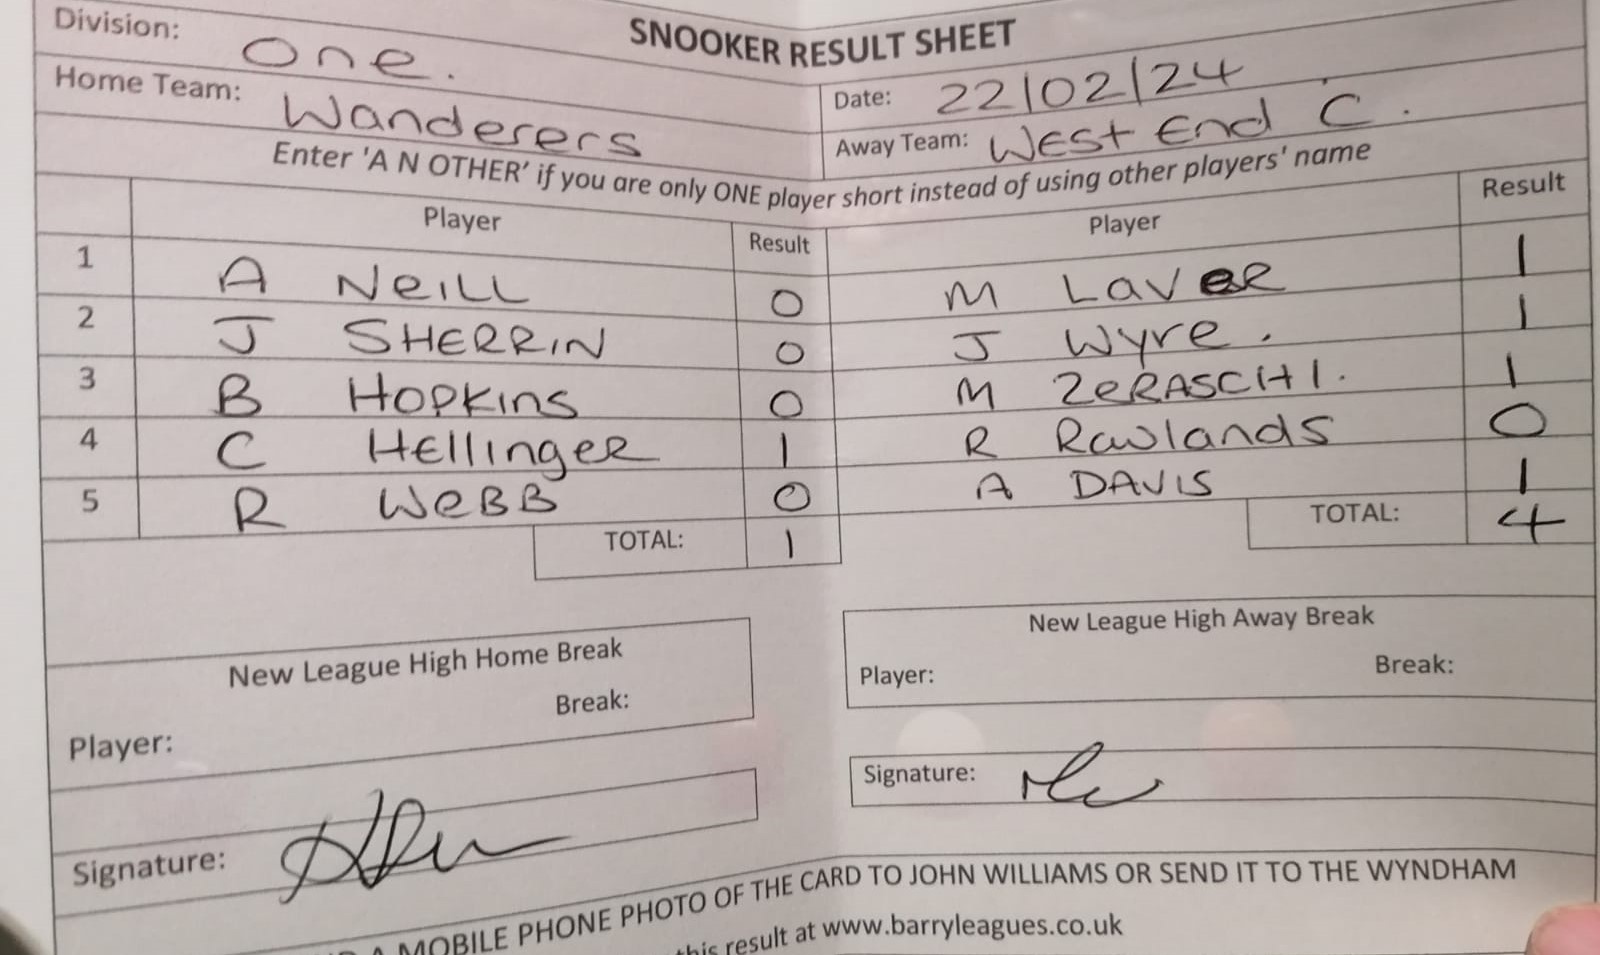 SNOOKER RESULT SHEET
Division: One.
Date: 22/02/24
Home Team: Wanderers
Away Team: West End C.
Enter 'A N OTHER' if you are only ONE player short instead of using other players' name
Player Result Player Result
1 A NeILL 0 M LaveR 1
2 J SHERRIN 0 J Wyre. 1
3 B HOPKins 0 M ZeRASCHI. 1
4 C HEllingeR 1 R Rawlands 0
5 R WeBB 0 A DAVIS 1
TOTAL: 1 TOTAL: 4
New League High Home Break
Player: Break:
New League High Away Break
Player: Break:
Signature:
Signature:
A MOBILE PHONE PHOTO OF THE CARD TO JOHN WILLIAMS OR SEND IT TO THE WYNDHAM
this result at www.barryleagues.co.uk